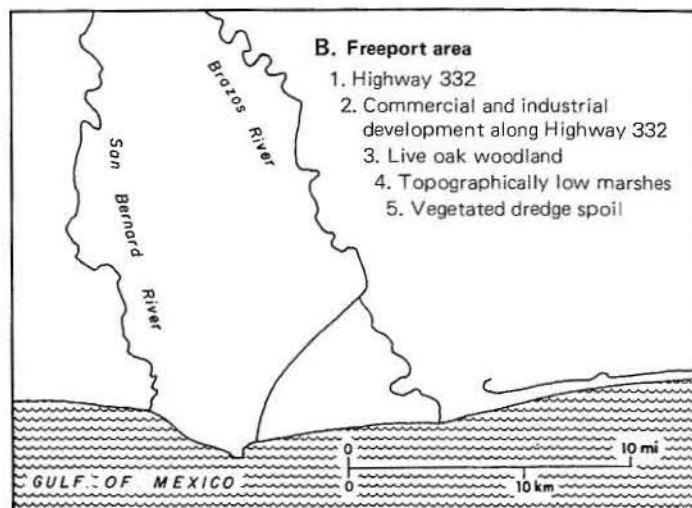 B. Freeport area
1. Highway 332
2. Commercial and industrial
development along Highway 332
3. Live oak woodland
4. Topographically low marshes
5. Vegetated dredge spoil
Brazos River
San Bernard River
0 10 mi
0 10 km
GULF OF MEXICO